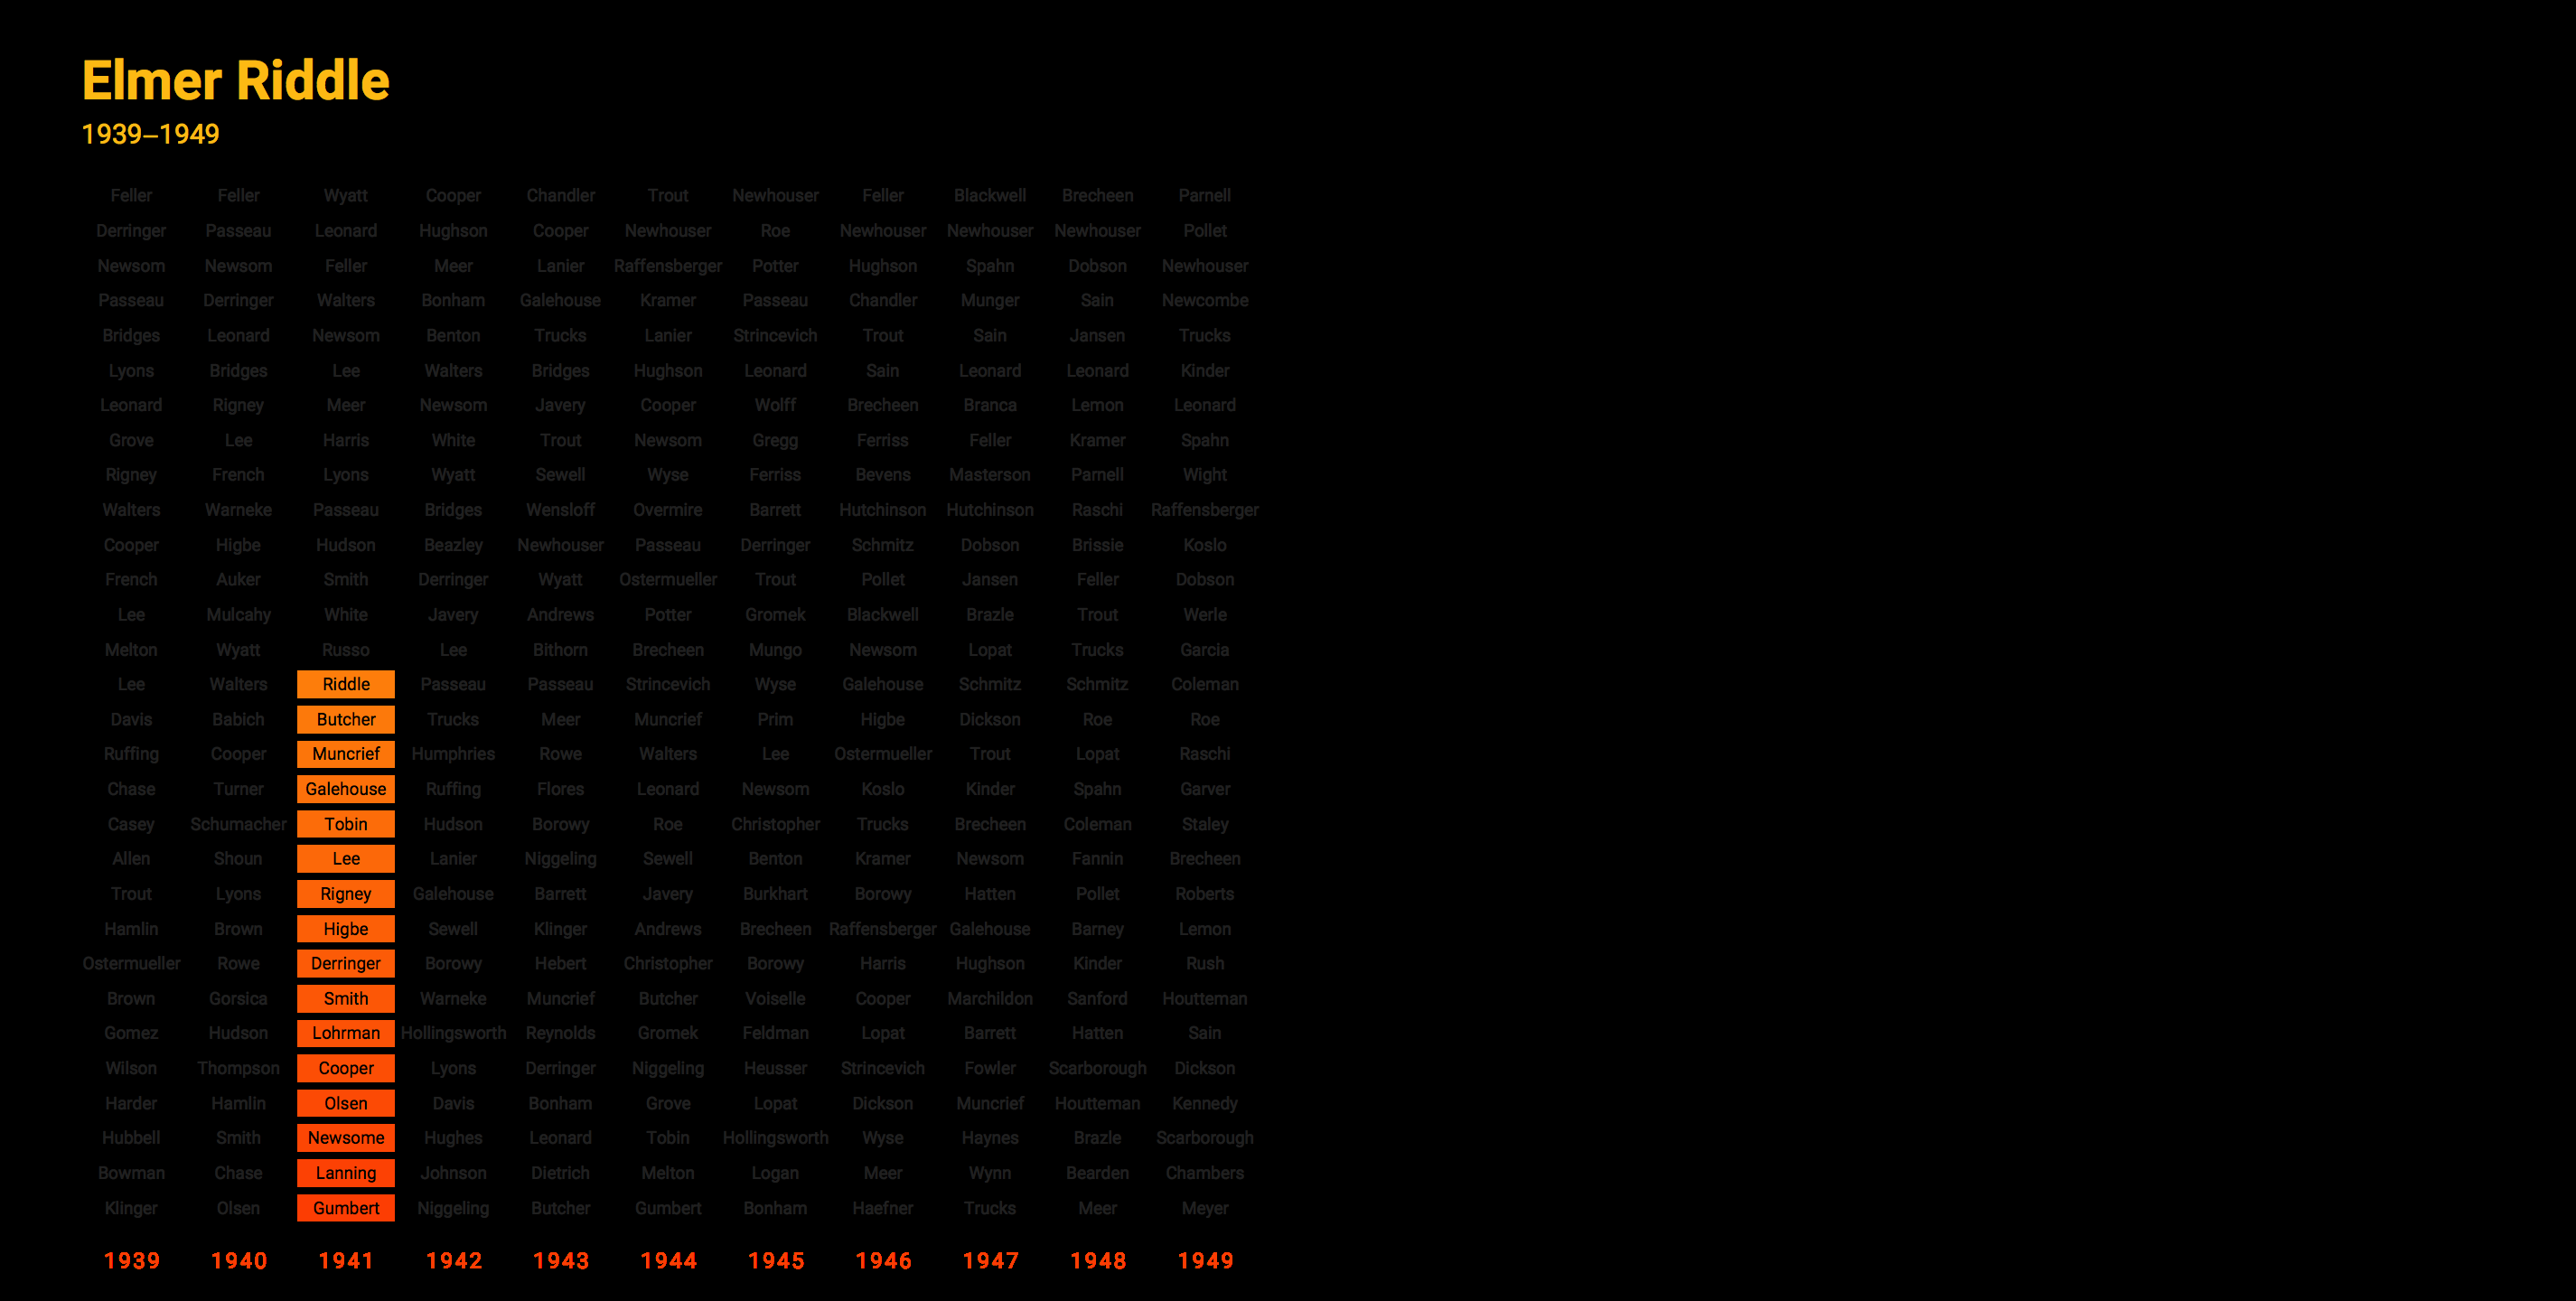 Elmer Riddle
1939–1949
Feller Feller Wyatt Cooper Chandler Trout Newhouser Feller Blackwell Brecheen Parnell
Derringer Passeau Leonard Hughson Cooper Newhouser Roe Newhouser Newhouser Newhouser Pollet
Newsom Newsom Feller Meer Lanier Raffensberger Potter Hughson Spahn Dobson Newhouser
Passeau Derringer Walters Bonham Galehouse Kramer Passeau Chandler Munger Sain Newcombe
Bridges Leonard Newsom Benton Trucks Lanier Strincevich Trout Sain Jansen Trucks
Lyons Bridges Lee Walters Bridges Hughson Leonard Sain Leonard Leonard Kinder
Leonard Rigney Meer Newsom Javery Cooper Wolff Brecheen Branca Lemon Leonard
Grove Lee Harris White Trout Newsom Gregg Ferriss Feller Kramer Spahn
Rigney French Lyons Wyatt Sewell Wyse Ferriss Bevens Masterson Parnell Wight
Walters Warneke Passeau Bridges Wensloff Overmire Barrett Hutchinson Hutchinson Raschi Raffensberger
Cooper Higbe Hudson Beazley Newhouser Passeau Derringer Schmitz Dobson Brissie Koslo
French Auker Smith Derringer Wyatt Ostermueller Trout Pollet Jansen Feller Dobson
Lee Mulcahy White Javery Andrews Potter Gromek Blackwell Brazle Trout Werle
Melton Wyatt Russo Lee Bithorn Brecheen Mungo Newsom Lopat Trucks Garcia
Lee Walters Riddle Passeau Passeau Strincevich Wyse Galehouse Schmitz Schmitz Coleman
Davis Babich Butcher Trucks Meer Muncrief Prim Higbe Dickson Roe Roe
Ruffing Cooper Muncrief Humphries Rowe Walters Lee Ostermueller Trout Lopat Raschi
Chase Turner Galehouse Ruffing Flores Leonard Newsom Koslo Kinder Spahn Garver
Casey Schumacher Tobin Hudson Borowy Roe Christopher Trucks Brecheen Coleman Staley
Allen Shoun Lee Lanier Niggeling Sewell Benton Kramer Newsom Fannin Brecheen
Trout Lyons Rigney Galehouse Barrett Javery Burkhart Borowy Hatten Pollet Roberts
Hamlin Brown Higbe Sewell Klinger Andrews Brecheen Raffensberger Galehouse Barney Lemon
Ostermueller Rowe Derringer Borowy Hebert Christopher Borowy Harris Hughson Kinder Rush
Brown Gorsica Smith Warneke Muncrief Butcher Voiselle Cooper Marchildon Sanford Houtteman
Gomez Hudson Lohrman Hollingsworth Reynolds Gromek Feldman Lopat Barrett Hatten Sain
Wilson Thompson Cooper Lyons Derringer Niggeling Heusser Strincevich Fowler Scarborough Dickson
Harder Hamlin Olsen Davis Bonham Grove Lopat Dickson Muncrief Houtteman Kennedy
Hubbell Smith Newsome Hughes Leonard Tobin Hollingsworth Wyse Haynes Brazle Scarborough
Bowman Chase Lanning Johnson Dietrich Melton Logan Meer Wynn Bearden Chambers
Klinger Olsen Gumbert Niggeling Butcher Gumbert Bonham Haefner Trucks Meer Meyer
1939 1940 1941 1942 1943 1944 1945 1946 1947 1948 1949